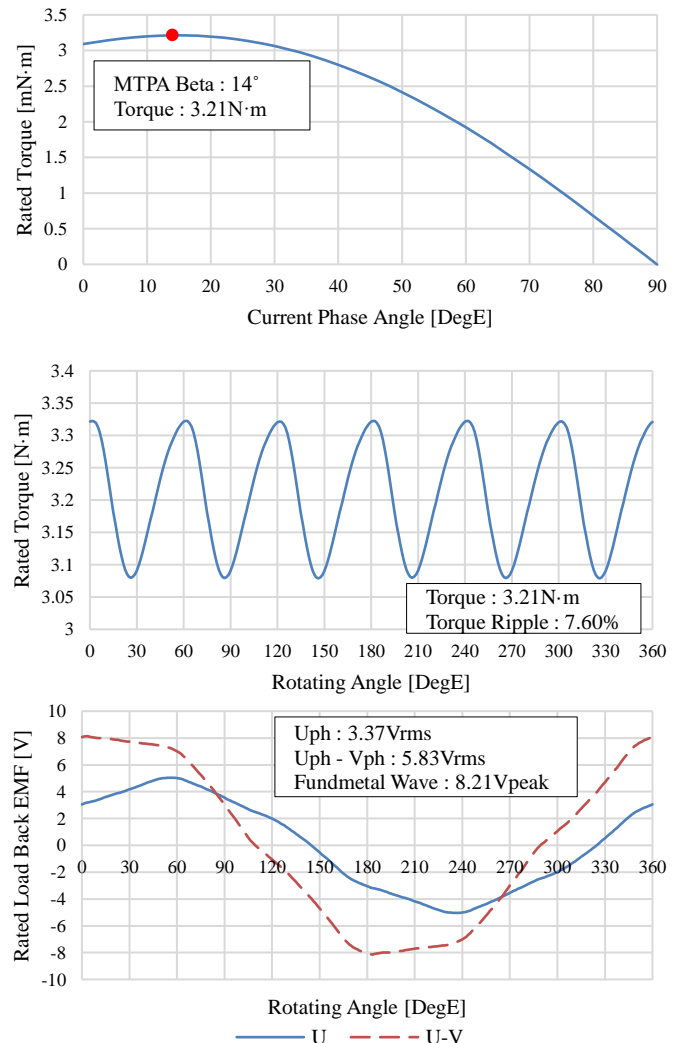 3.5
3
2.5
2
1.5
1
0.5
0
Rated Torque [mN·m]
MTPA Beta : 14˚
Torque : 3.21N·m
0 10 20 30 40 50 60 70 80 90
Current Phase Angle [DegE]
3.4
3.35
3.3
3.25
3.2
3.15
3.1
3.05
3
Rated Torque [N·m]
Torque : 3.21N·m
Torque Ripple : 7.60%
0 30 60 90 120 150 180 210 240 270 300 330 360
Rotating Angle [DegE]
10
8
6
4
2
0
-2
-4
-6
-8
-10
Rated Load Back EMF [V]
Uph : 3.37Vrms
Uph - Vph : 5.83Vrms
Fundmetal Wave : 8.21Vpeak
0 30 60 90 120 150 180 210 240 270 300 330 360
Rotating Angle [DegE]
U U-V